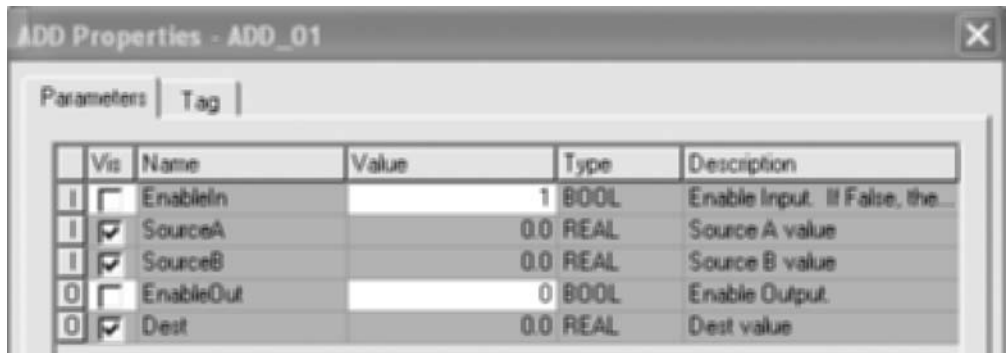 ADD Properties - ADD_01
Parameters Tag
Vis Name Value Type Description
I EnableIn 1 BOOL Enable Input. If False, the...
I SourceA 0.0 REAL Source A value
I SourceB 0.0 REAL Source B value
O EnableOut 0 BOOL Enable Output.
O Dest 0.0 REAL Dest value